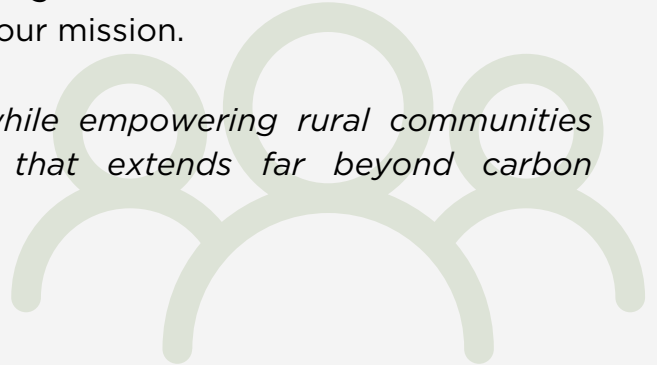 our mission.
while empowering rural communities
that extends far beyond carbon